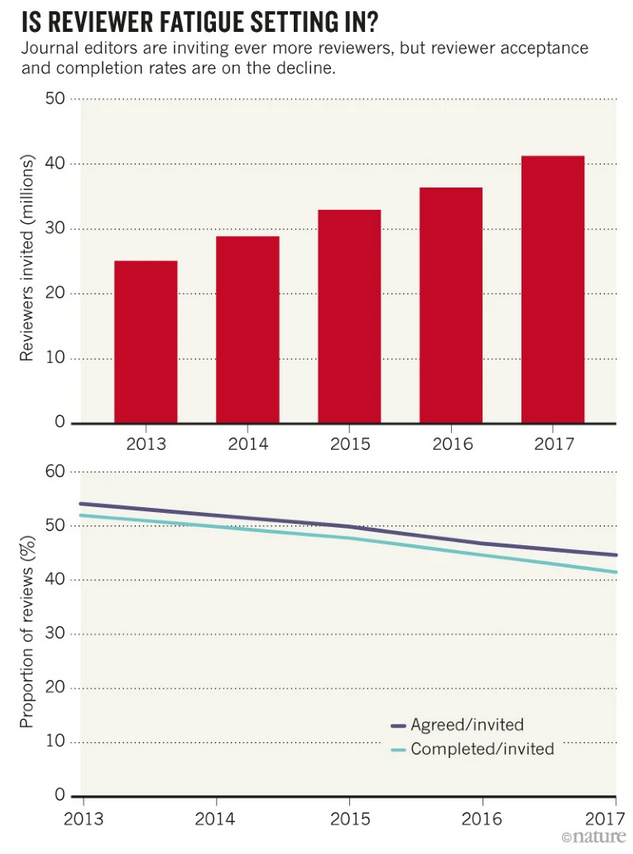 IS REVIEWER FATIGUE SETTING IN?
Journal editors are inviting ever more reviewers, but reviewer acceptance
and completion rates are on the decline.
50
40
30
20
10
0
Reviewers invited (millions)
2013 2014 2015 2016 2017
60
50
40
30
20
10
0
Proportion of reviews (%)
Agreed/invited
Completed/invited
2013 2014 2015 2016 2017
©nature